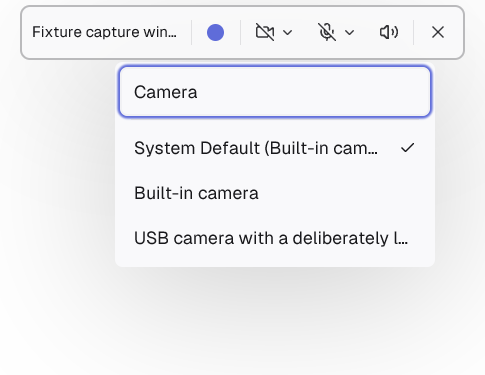 Fixture capture win...
Camera
System Default (Built-in cam...
Built-in camera
USB camera with a deliberately l...